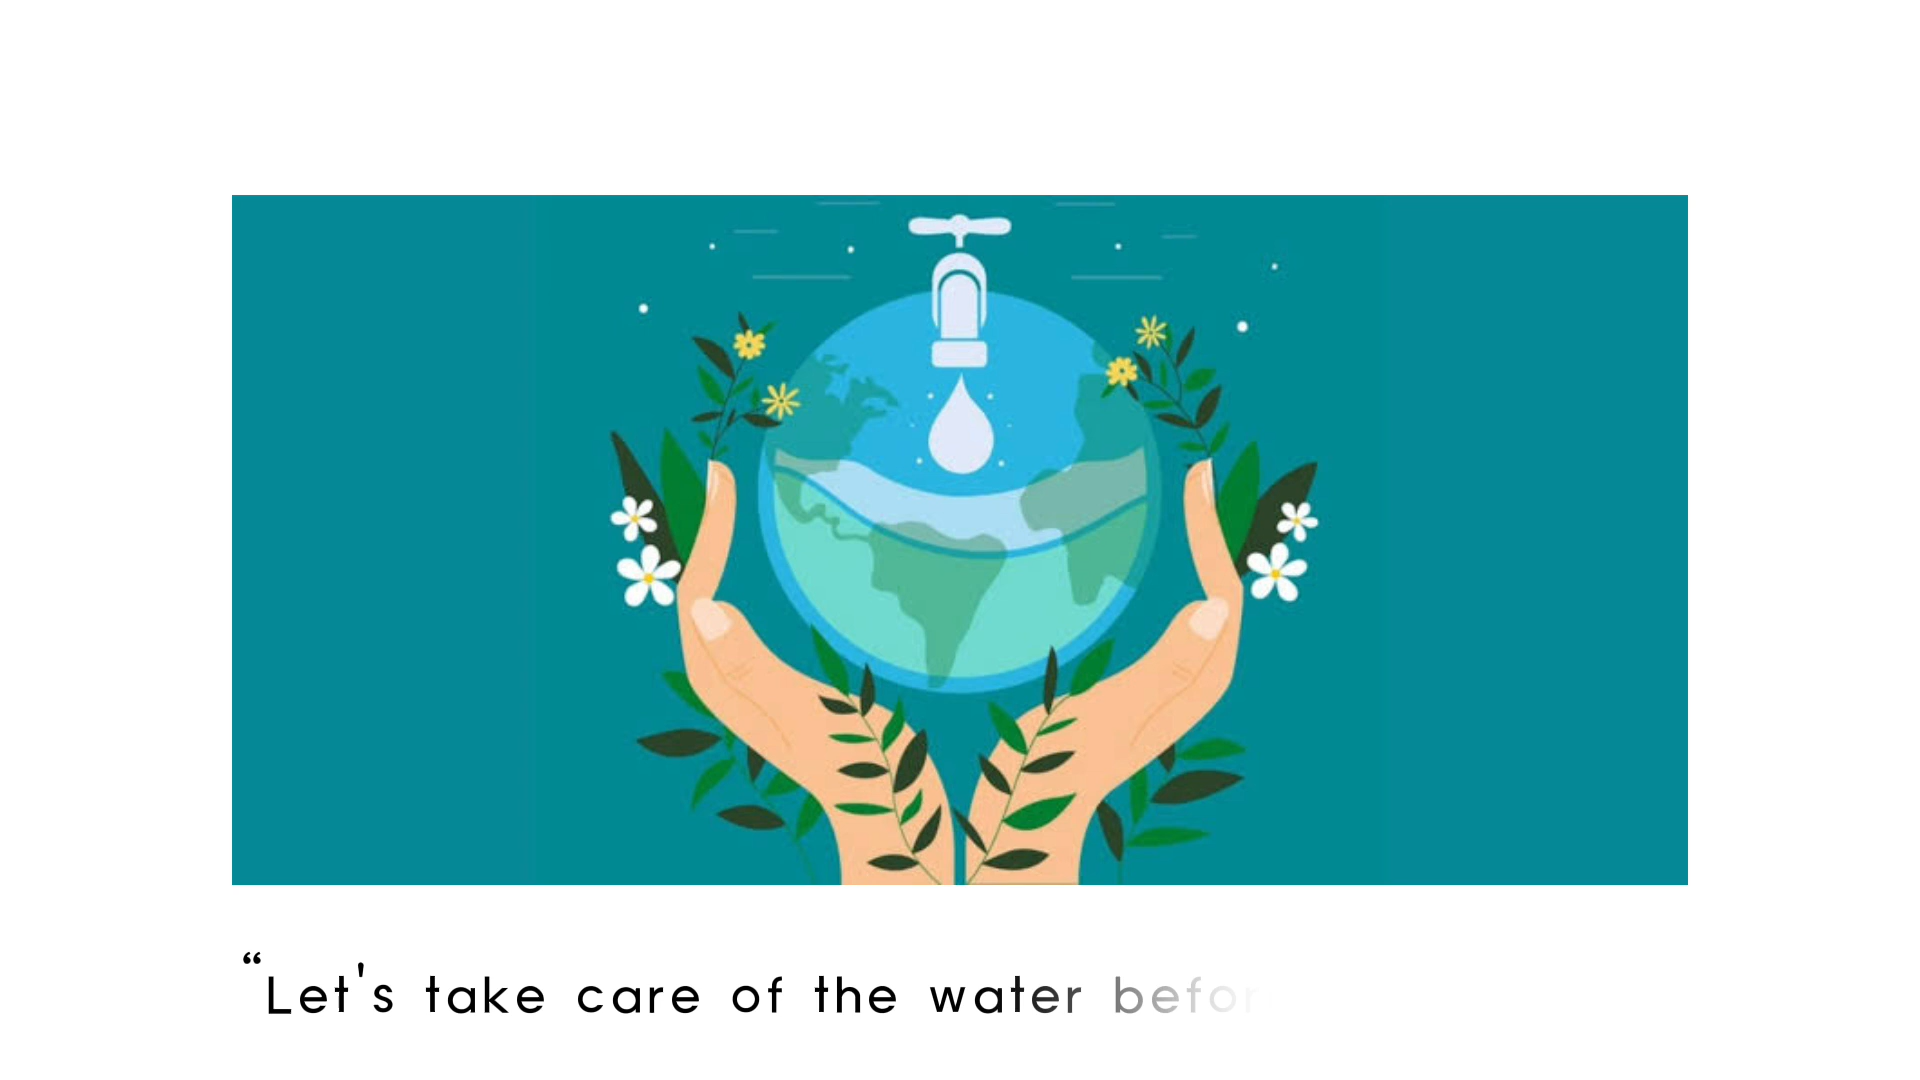 “Let's take care of the water